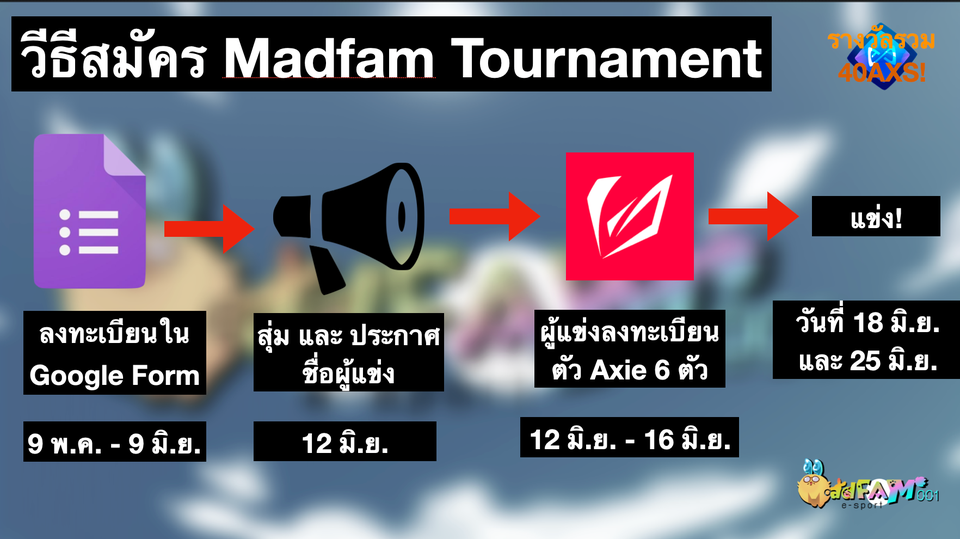 วีธีสมัคร Madfam Tournament
รางวัลรวม
40AXS!
แข่ง!
ลงทะเบียนใน
Google Form
สุ่ม และ ประกาศ
ชื่อผู้แข่ง
ผู้แข่งลงทะเบียน
ตัว Axie 6 ตัว
วันที่ 18 มิ.ย.
และ 25 มิ.ย.
9 พ.ค. - 9 มิ.ย.
12 มิ.ย.
12 มิ.ย. - 16 มิ.ย.
MaddFAM 001
e-sport